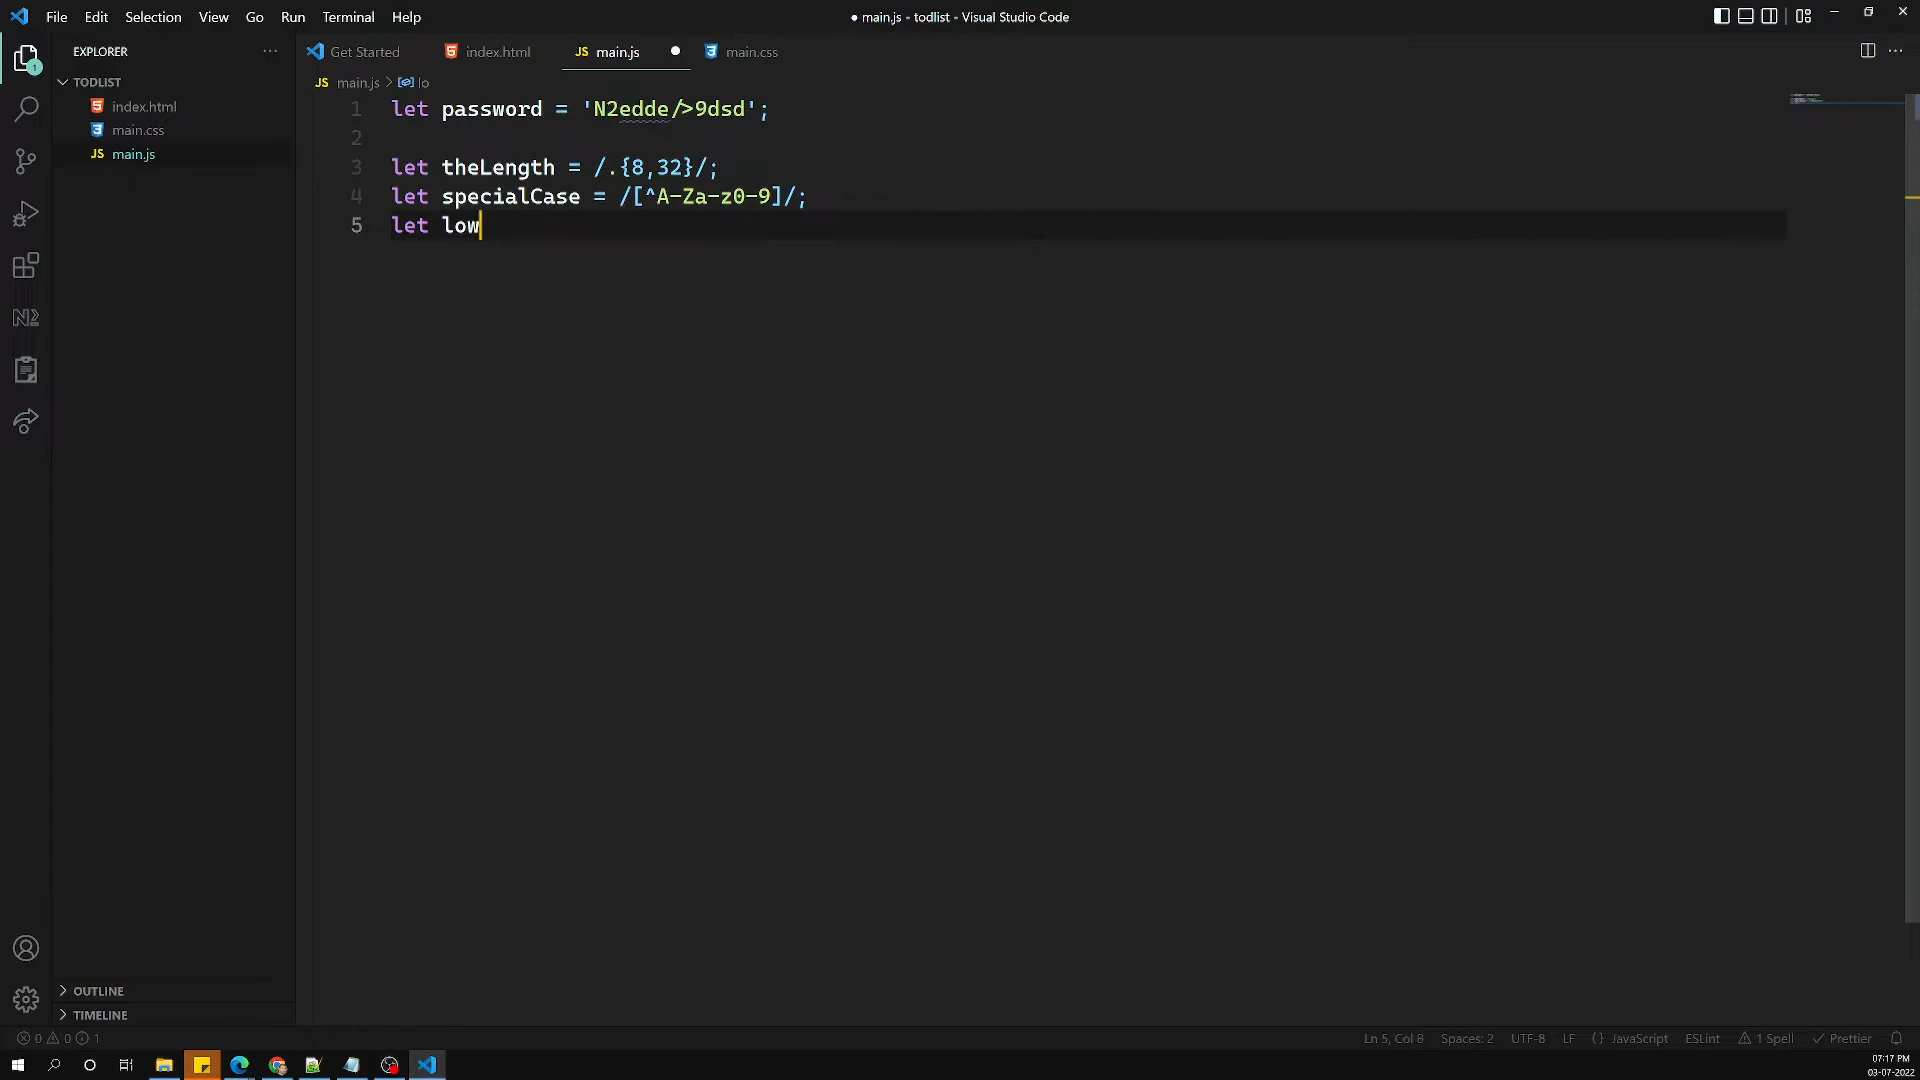 File Edit Selection View Go Run Terminal Help
● main.js - todlist - Visual Studio Code
EXPLORER ···
Get Started
index.html
JS main.js ●
main.css
TODLIST
index.html
main.css
JS main.js
JS main.js > lo
1 let password = 'N2edde/>9dsd';
2
3 let theLength = /.{8,32}/;
4 let specialCase = /[^A-Za-z0-9]/;
5 let low
1
OUTLINE
TIMELINE
0 0 1
Ln 5, Col 8 Spaces: 2 UTF-8 LF {} JavaScript ESLint 1 Spell Prettier
07:17 PM
03-07-2022